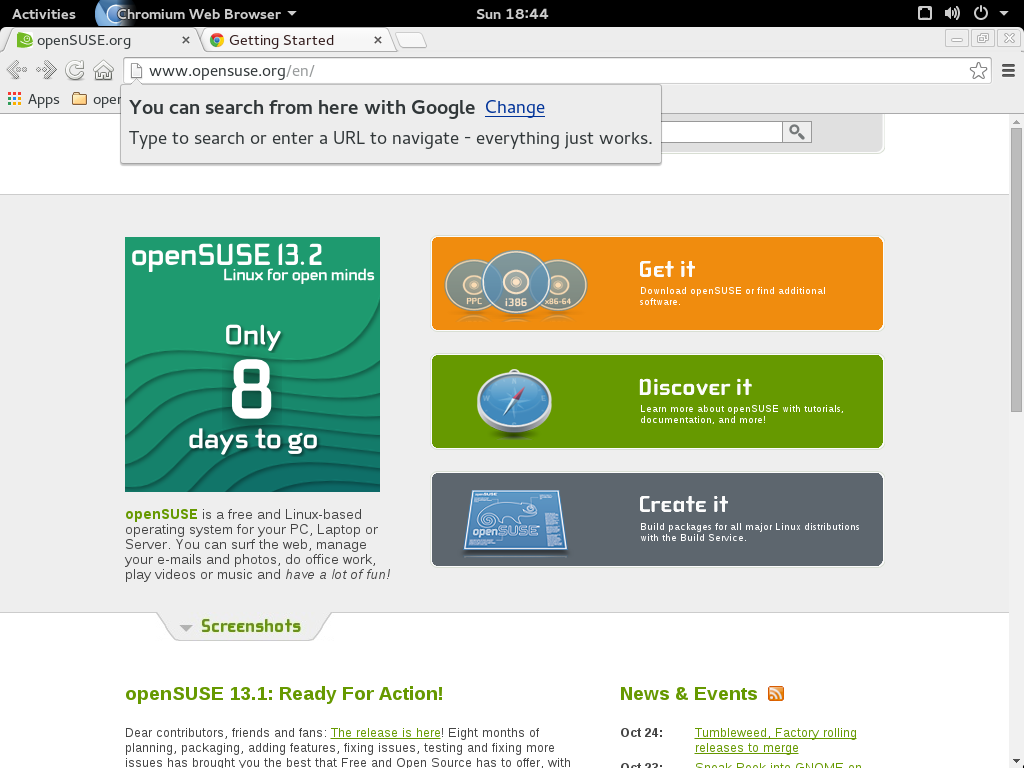 Activities Chromium Web Browser Sun 18:44
openSUSE.org Getting Started
www.opensuse.org/en/
Apps
You can search from here with Google Change
Type to search or enter a URL to navigate - everything just works.
openSUSE 13.2
Linux for open minds
Only
8
days to go
PPC i386 x86-64
Get it
Download openSUSE or find additional
software.
Discover it
Learn more about openSUSE with tutorials,
documentation, and more!
openSUSE
Create it
Build packages for all major Linux distributions
with the Build Service.
openSUSE is a free and Linux-based
operating system for your PC, Laptop or
Server. You can surf the web, manage
your e-mails and photos, do office work,
play videos or music and have a lot of fun!
Screenshots
openSUSE 13.1: Ready For Action!
Dear contributors, friends and fans: The release is here! Eight months of
planning, packaging, adding features, fixing issues, testing and fixing more
issues has brought you the best that Free and Open Source has to offer, with
News & Events
Oct 24: Tumbleweed, Factory rolling
releases to merge
Oct 23: Sneak Peek into GNOME on